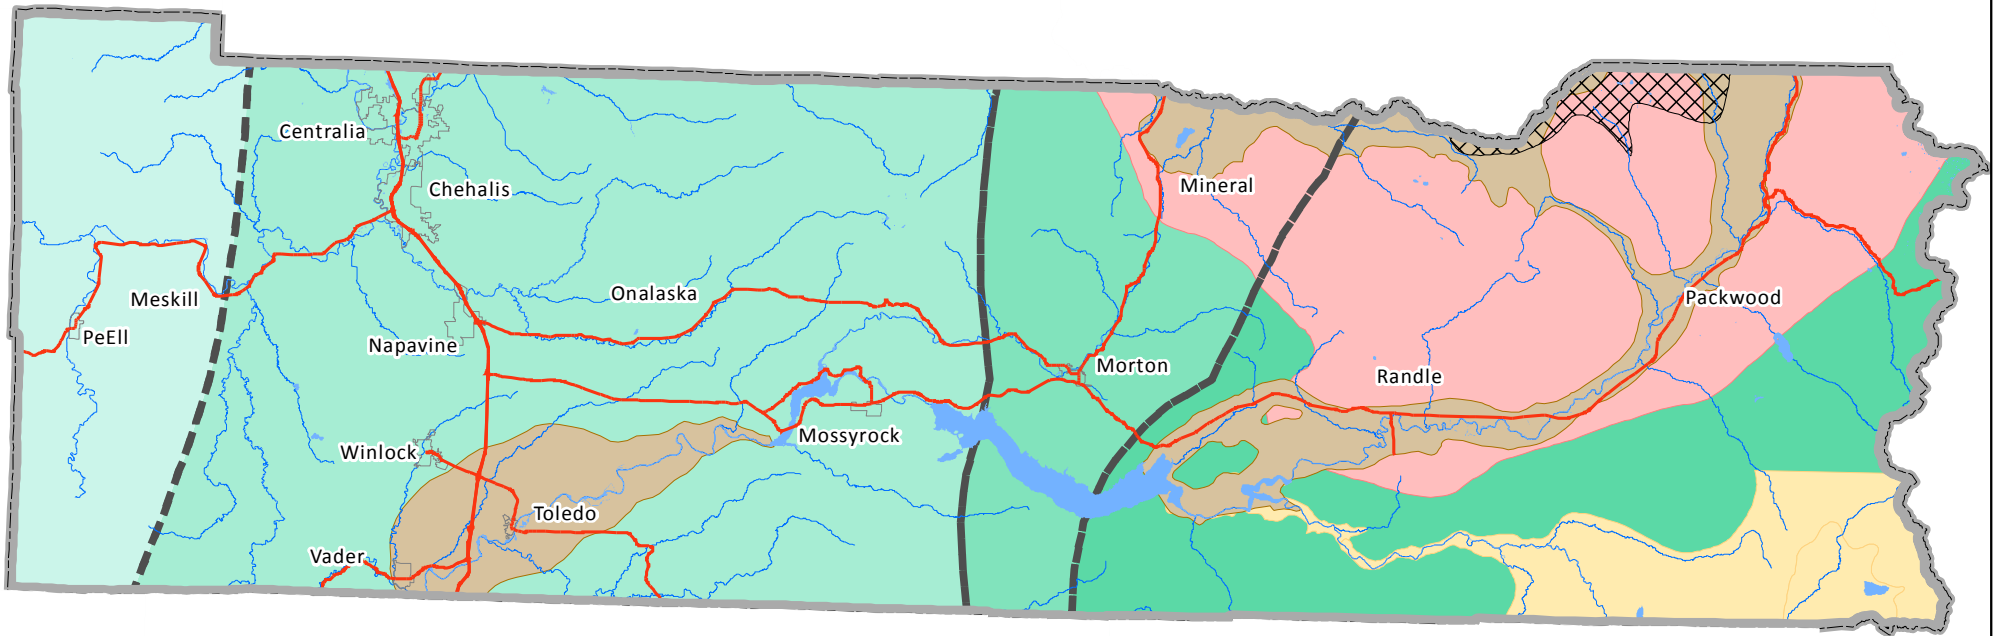 Centralia
Chehalis
Mineral
Meskill
Onalaska
Packwood
PeEll
Napavine
Morton
Randle
Mossyrock
Winlock
Toledo
Vader